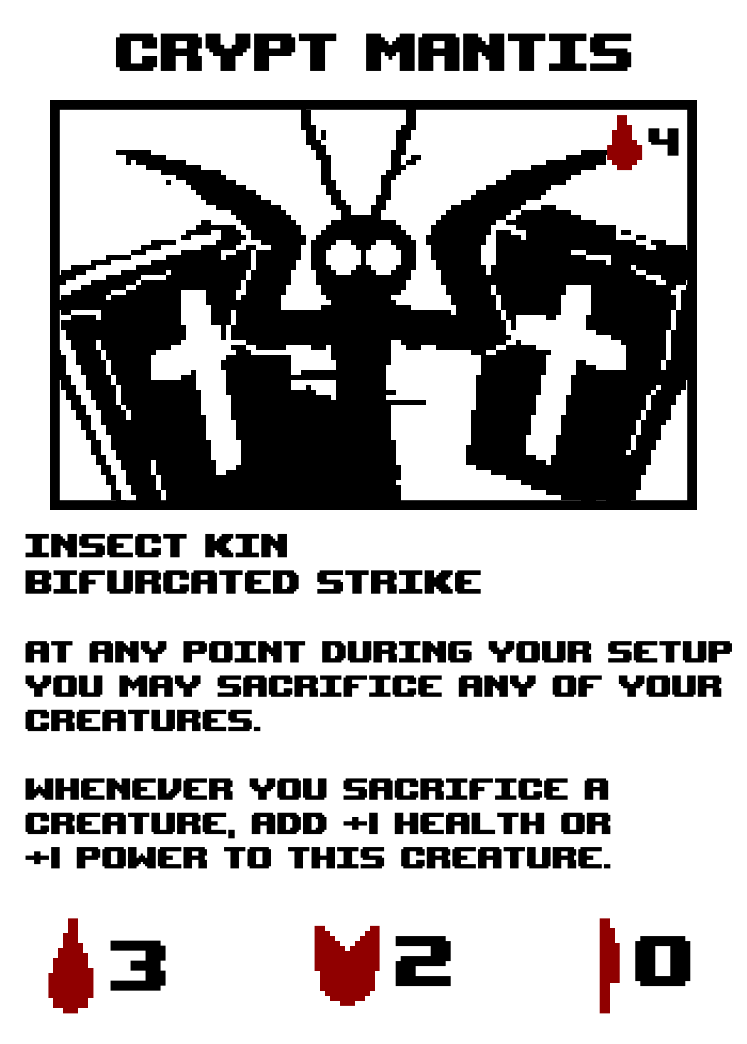 CRYPT MANTIS
4
INSECT KIN
BIFURCATED STRIKE
AT ANY POINT DURING YOUR SETUP
YOU MAY SACRIFICE ANY OF YOUR
CREATURES.
WHENEVER YOU SACRIFICE A
CREATURE, ADD +1 HEALTH OR
+1 POWER TO THIS CREATURE.
3 2 0